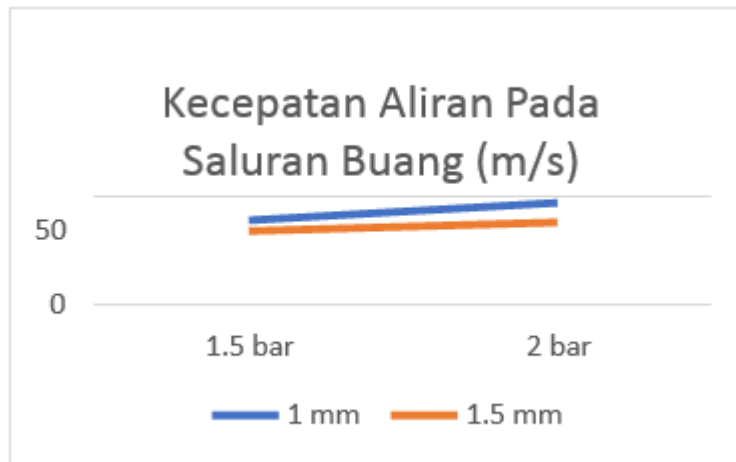 Kecepatan Aliran Pada
Saluran Buang (m/s)
50
0
1.5 bar 2 bar
1 mm 1.5 mm